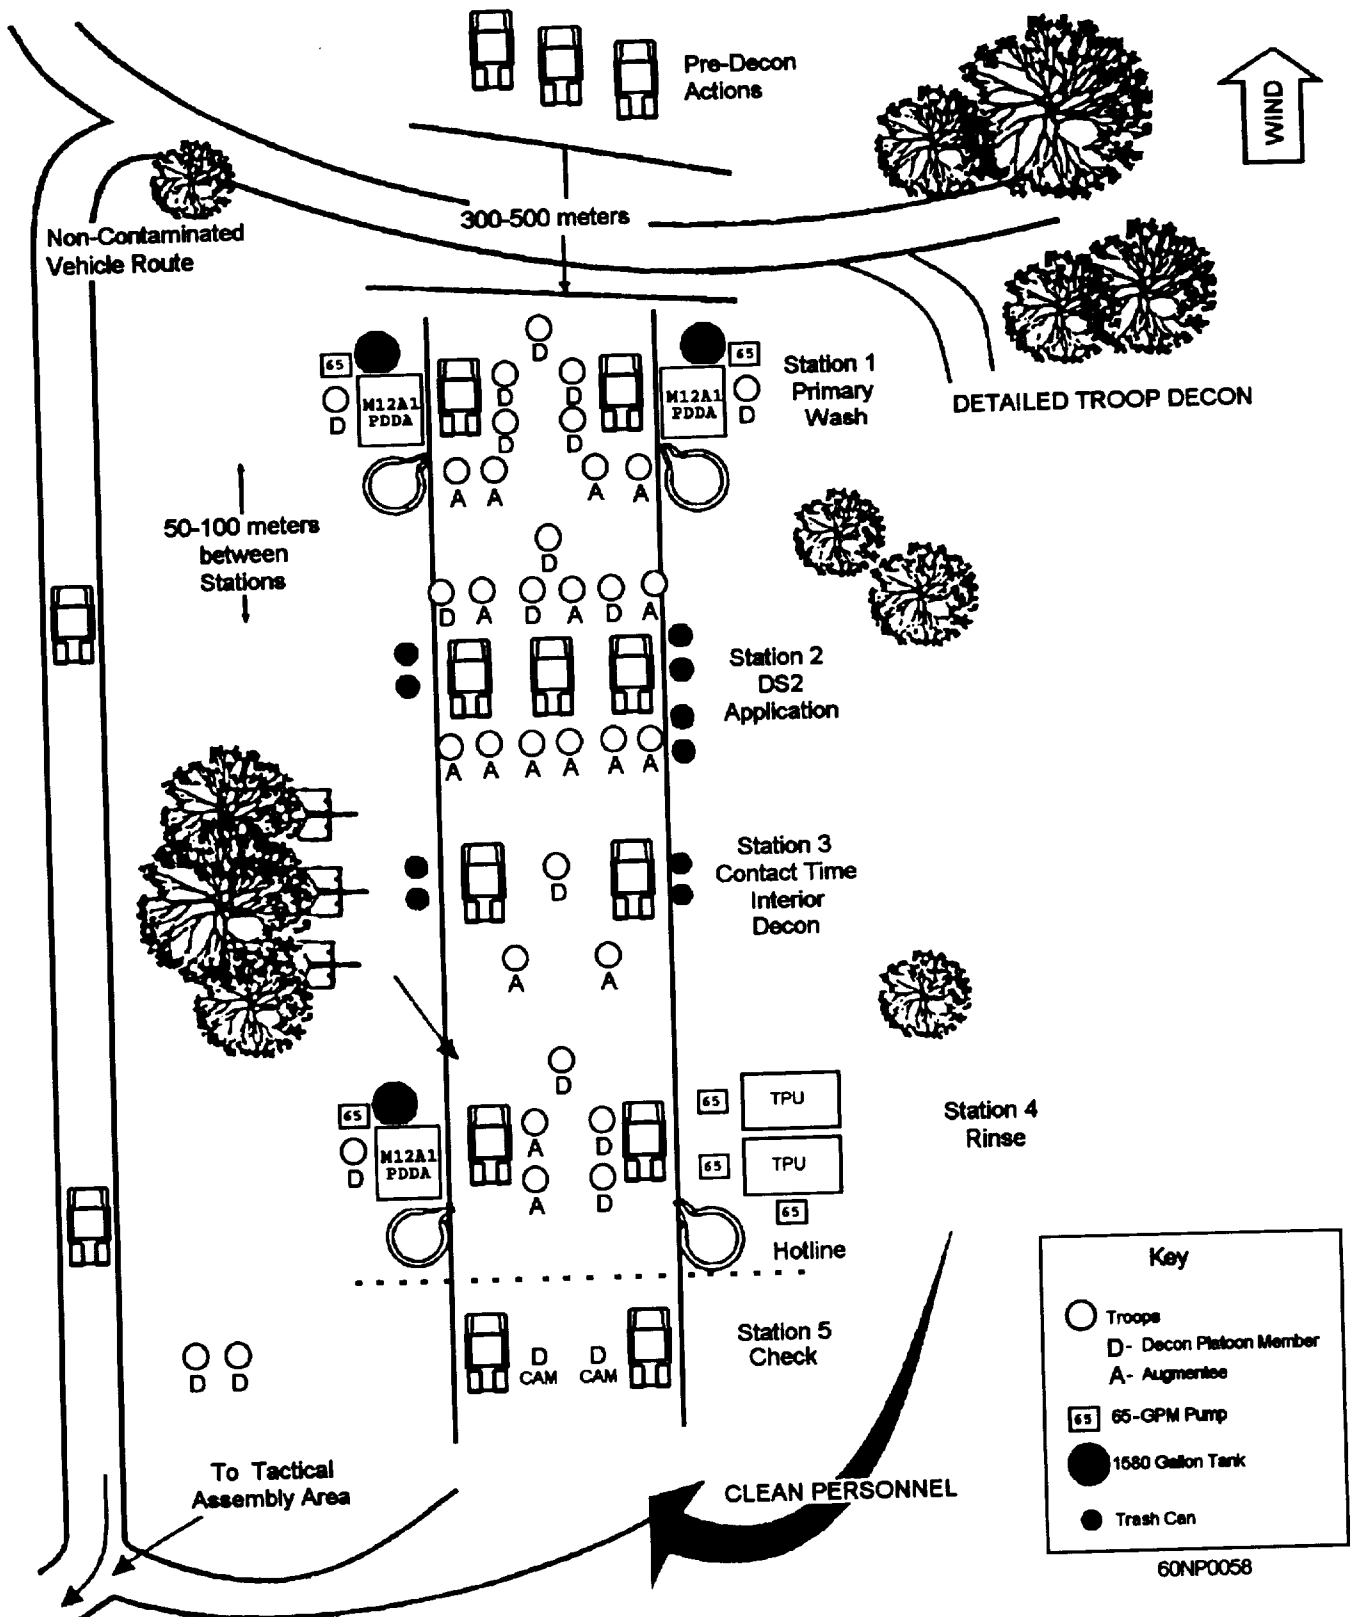 Pre-Decon
Actions
WIND
300-500 meters
Non-Contaminated
Vehicle Route
65
M12A1
PDDA
D
D
D
D
D
D
A
A
A
A
65
M12A1
PDDA
D
Station 1
Primary
Wash
DETAILED TROOP DECON
50-100 meters
between
Stations
D
D
A
D
A
D
A
Station 2
DS2
Application
A
A
A
A
A
A
Station 3
Contact Time
Interior
Decon
D
A
A
D
65
D
M12A1
PDDA
A
D
A
D
65
TPU
65
TPU
65
Station 4
Rinse
Hotline
Station 5
Check
D
CAM
D
CAM
D
D
To Tactical
Assembly Area
CLEAN PERSONNEL
Key
Troops
D- Decon Platoon Member
A- Augmentee
65 65-GPM Pump
1580 Gallon Tank
Trash Can
60NP0058